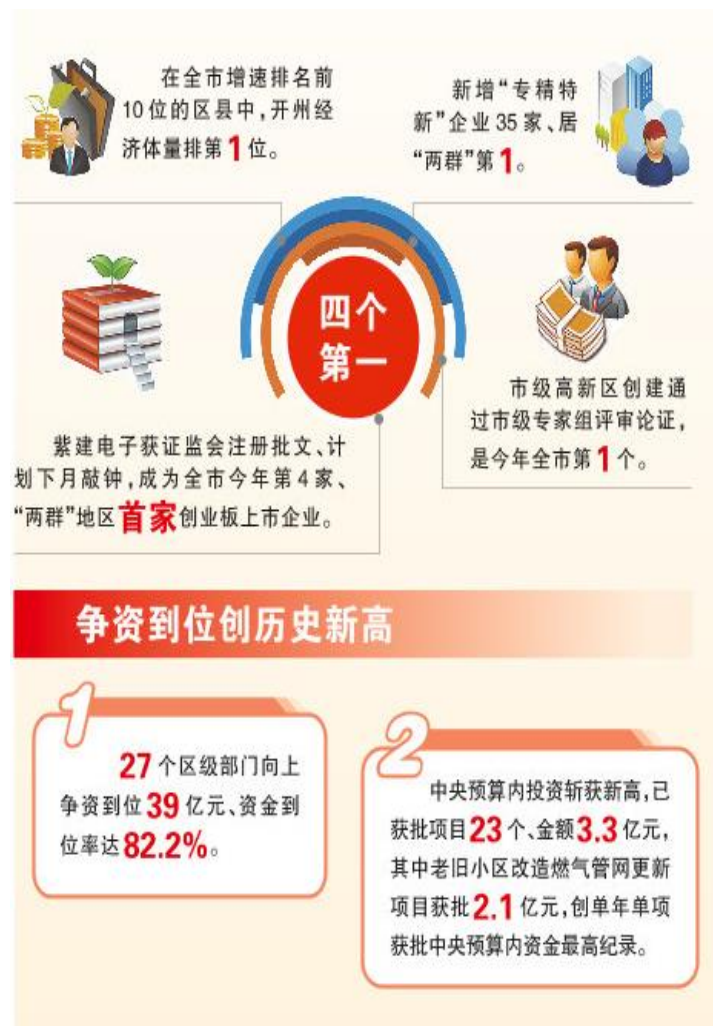 在全市增速排名前
10位的区县中，开州经
济体量排第1位。
新增“专精特
新”企业35家、居
“两群”第1。
四个
第一
紫建电子获证监会注册批文、计
划下月敲钟，成为全市今年第4家、
“两群”地区首家创业板上市企业。
市级高新区创建通
过市级专家组评审论证，
是今年全市第1个。
争资到位创历史新高
1
27个区级部门向上
争资到位39亿元、资金到
位率达82.2%。
2
中央预算内投资斩获新高，已
获批项目23个、金额3.3亿元，
其中老旧小区改造燃气管网更新
项目获批2.1亿元，创单年单项
获批中央预算内资金最高纪录。